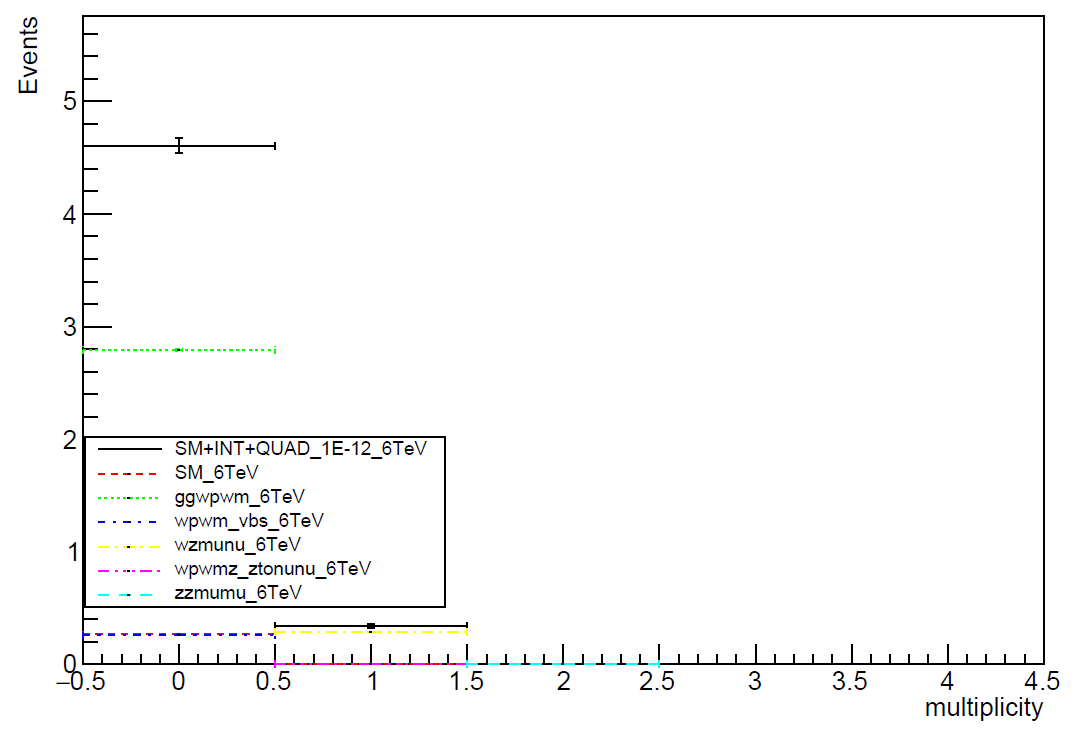 Events
5
4
3
2
1
0
SM+INT+QUAD_1E-12_6TeV
SM_6TeV
ggwpwm_6TeV
wpwm_vbs_6TeV
wzmunu_6TeV
wpwmz_ztonunu_6TeV
zzmumu_6TeV
−0.5 0 0.5 1 1.5 2 2.5 3 3.5 4 4.5
multiplicity